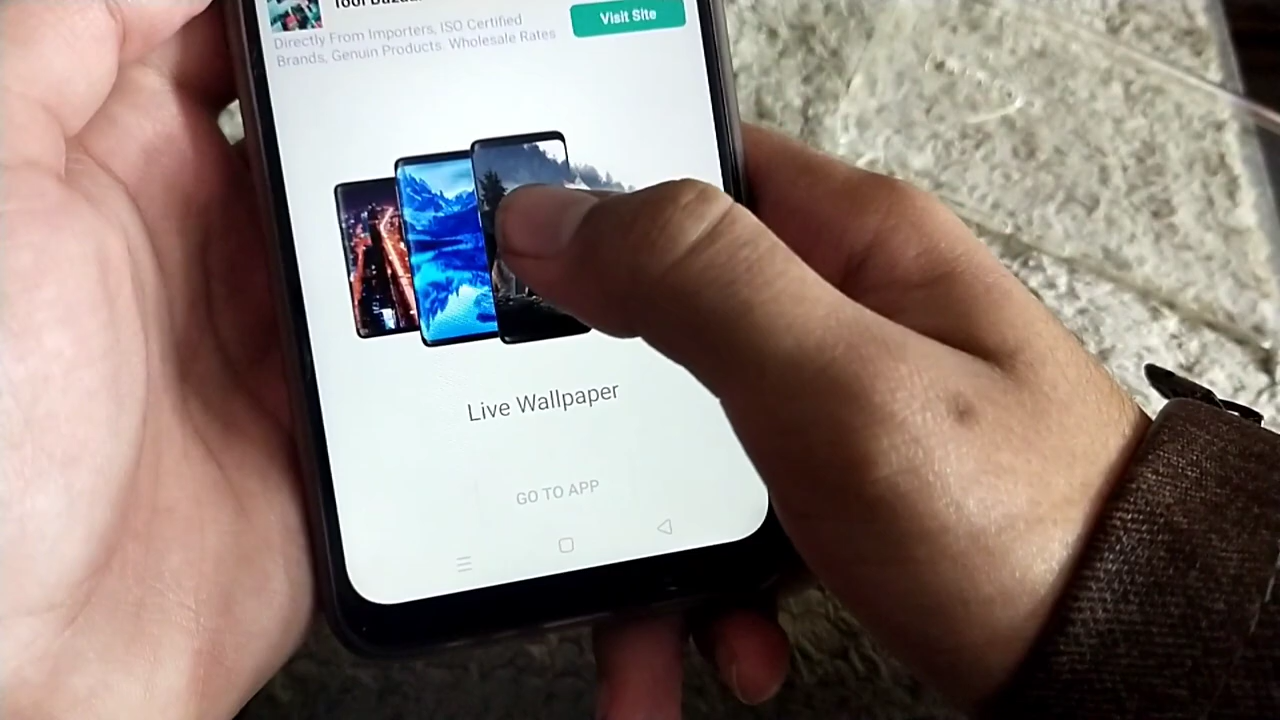 Visit Site
Directly From Importers, ISO Certified
Brands, Genuin Products. Wholesale Rates
Live Wallpaper
GO TO APP